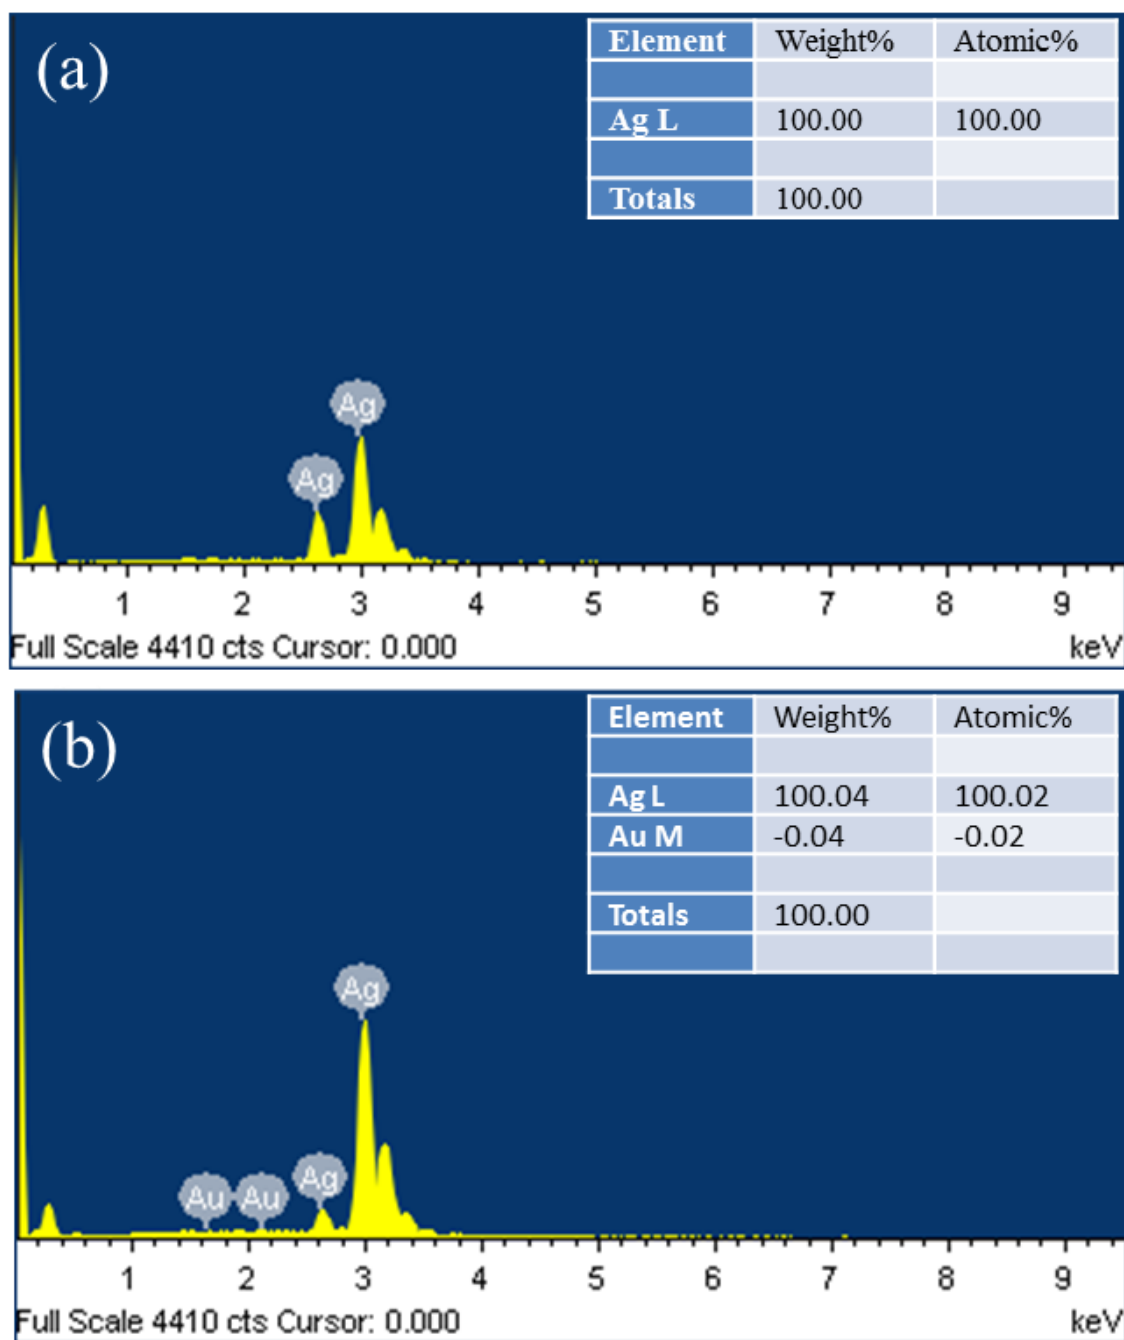 (a)
Element Weight% Atomic%
Ag L 100.00 100.00
Totals 100.00
Ag
Ag
1 2 3 4 5 6 7 8 9
Full Scale 4410 cts Cursor: 0.000 keV
(b)
Element Weight% Atomic%
Ag L 100.04 100.02
Au M -0.04 -0.02
Totals 100.00
Ag
Au Au Ag
1 2 3 4 5 6 7 8 9
Full Scale 4410 cts Cursor: 0.000 keV